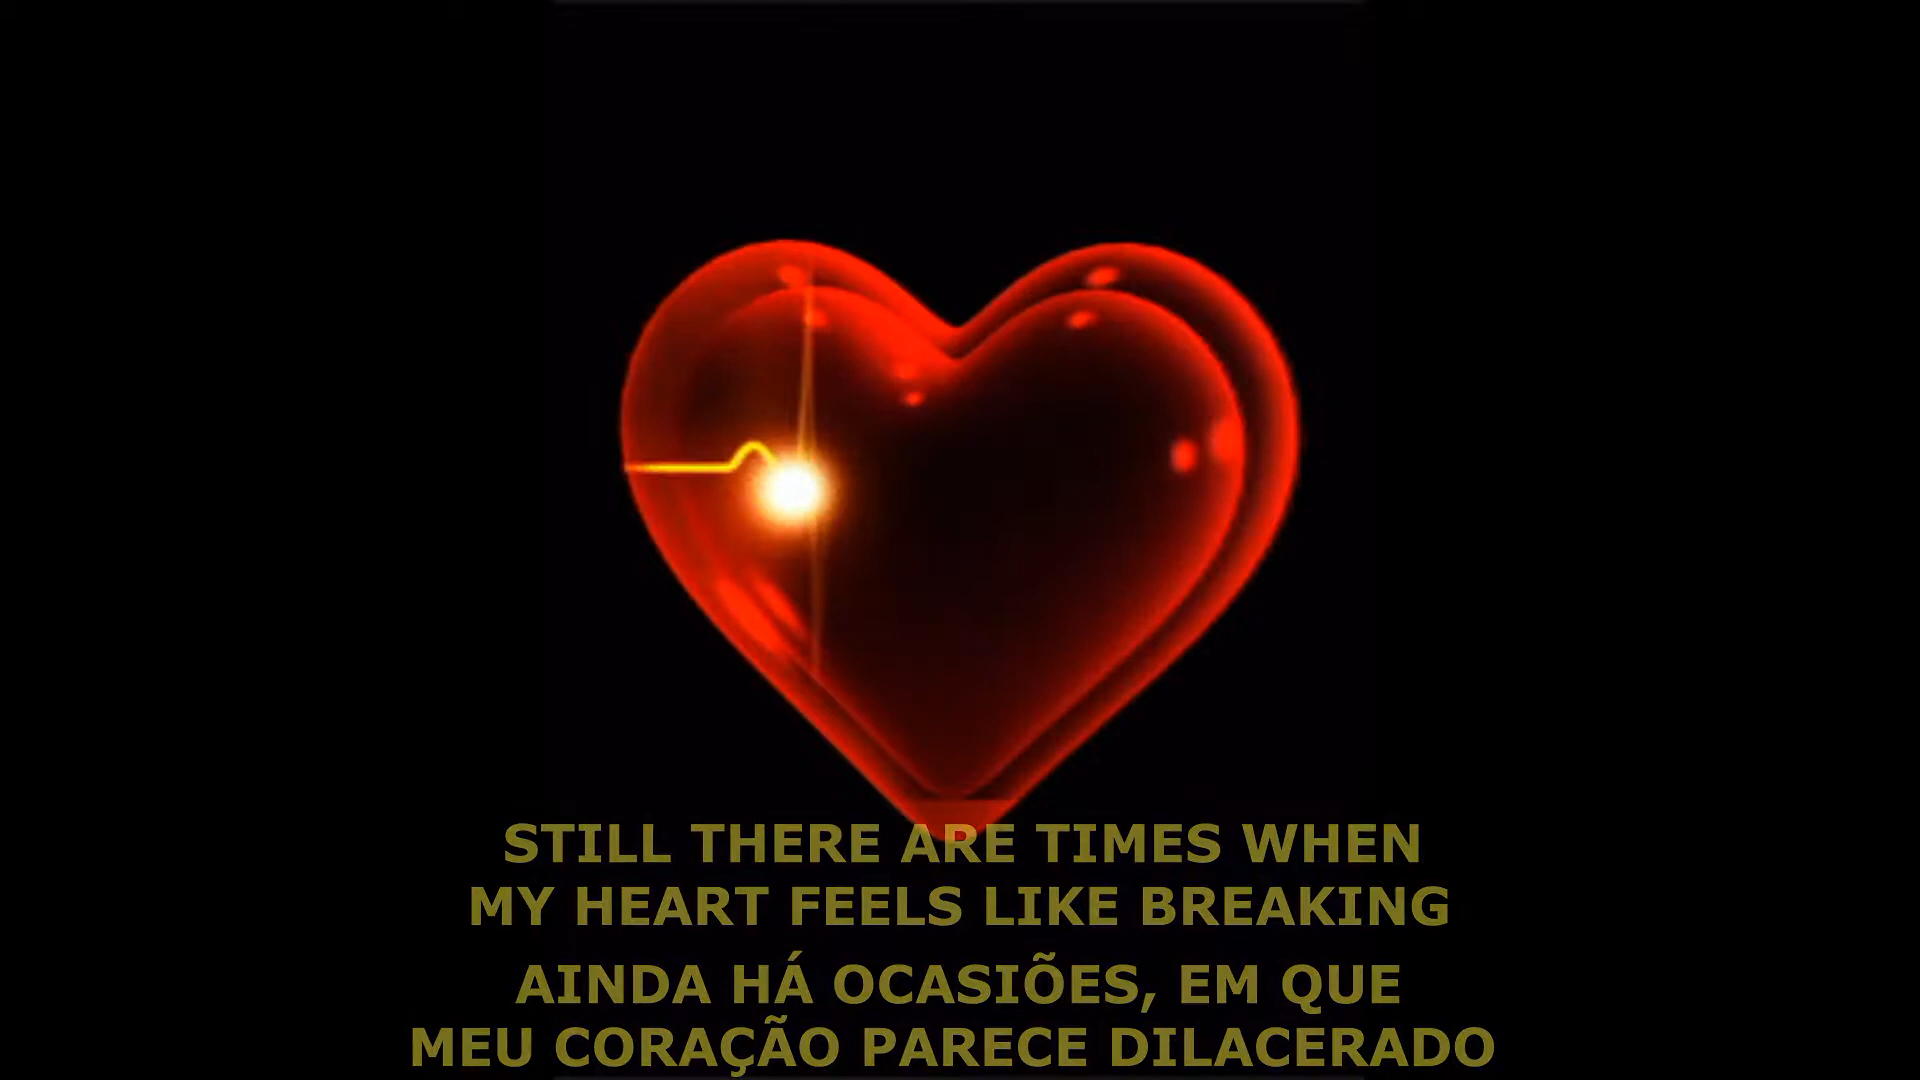 STILL THERE ARE TIMES WHEN
MY HEART FEELS LIKE BREAKING
AINDA HÁ OCASIÕES, EM QUE
MEU CORAÇÃO PARECE DILACERADO